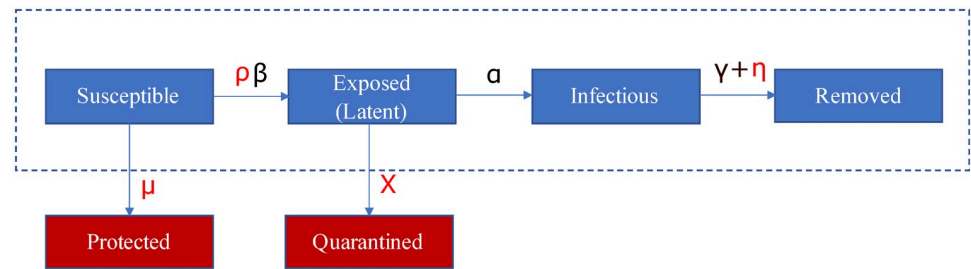 Susceptible
ρβ
Exposed
(Latent)
α
Infectious
γ+η
Removed
μ
χ
Protected
Quarantined